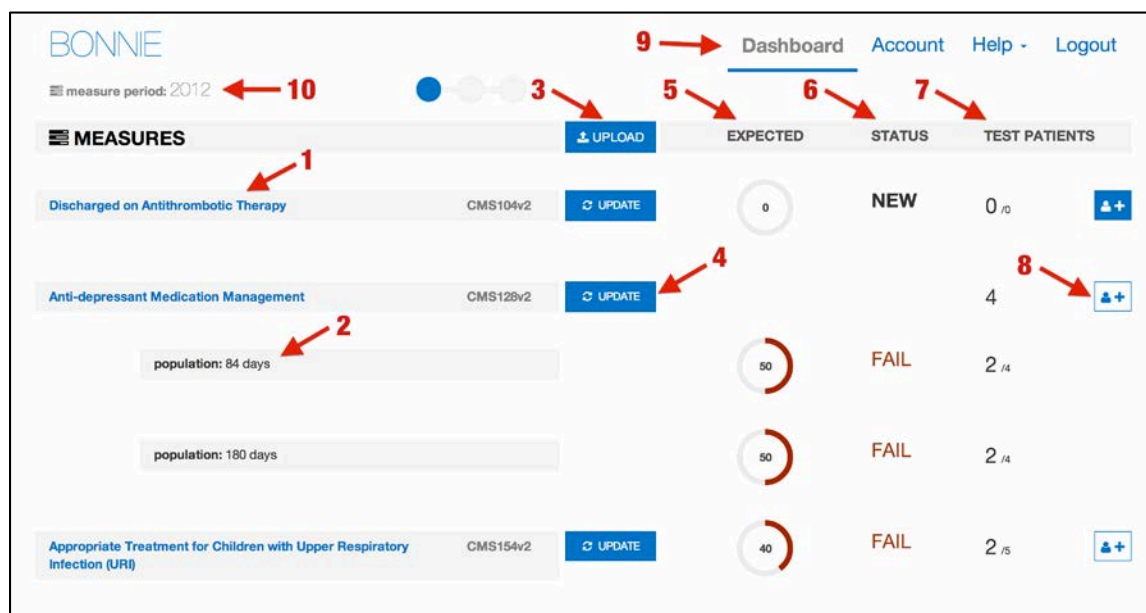 BONNIE
9 Dashboard Account Help Logout
measure period: 2012 10
3 5 6 7
MEASURES UPLOAD EXPECTED STATUS TEST PATIENTS
1
Discharged on Antithrombotic Therapy CMS104v2 UPDATE 0 NEW 0 /0
4 8
Anti-depressant Medication Management CMS128v2 UPDATE 4
2
population: 84 days 50 FAIL 2 /4
population: 180 days 50 FAIL 2 /4
Appropriate Treatment for Children with Upper Respiratory CMS154v2 UPDATE 40 FAIL 2 /5
Infection (URI)